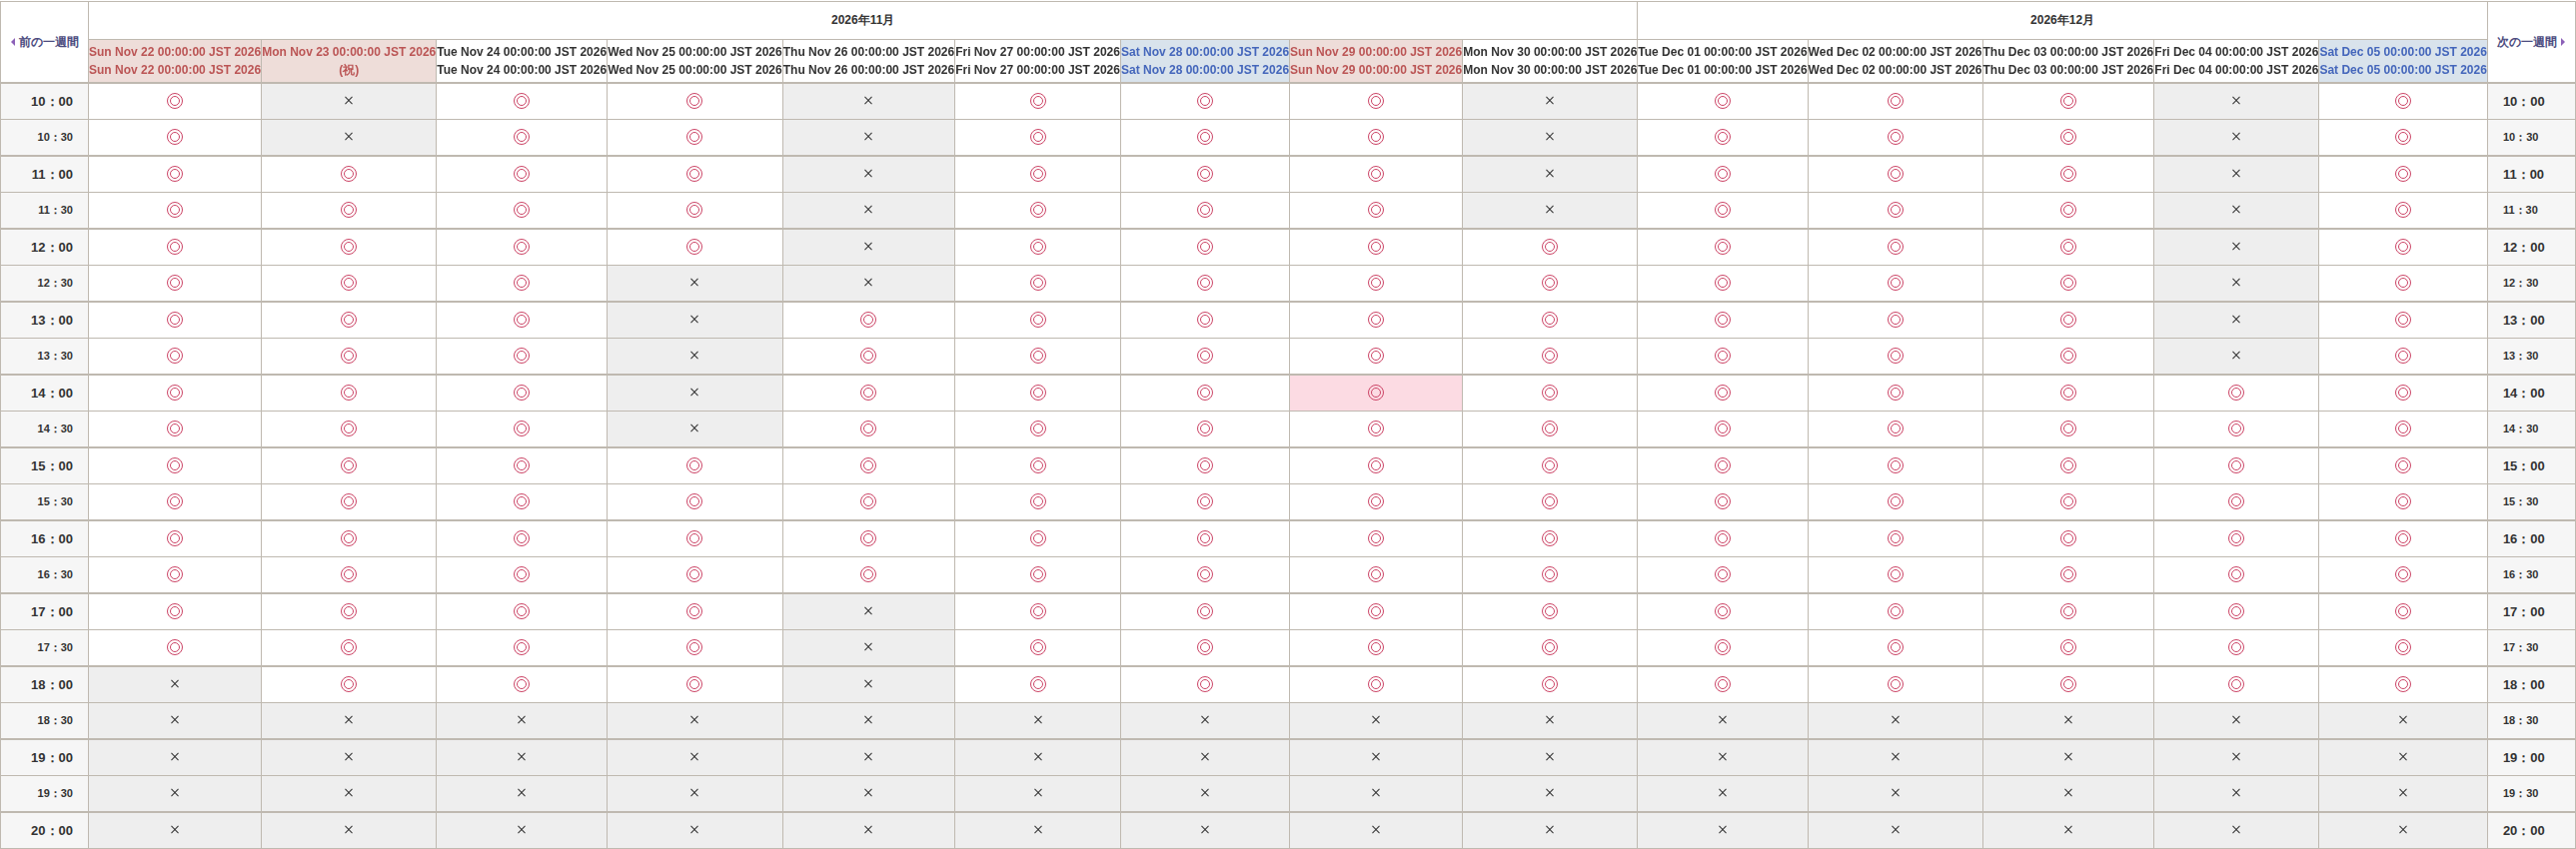 前の一週間
2026年11月
2026年12月
次の一週間
Sun Nov 22 00:00:00 JST 2026 Mon Nov 23 00:00:00 JST 2026 Tue Nov 24 00:00:00 JST 2026 Wed Nov 25 00:00:00 JST 2026 Thu Nov 26 00:00:00 JST 2026 Fri Nov 27 00:00:00 JST 2026 Sat Nov 28 00:00:00 JST 2026 Sun Nov 29 00:00:00 JST 2026 Mon Nov 30 00:00:00 JST 2026 Tue Dec 01 00:00:00 JST 2026 Wed Dec 02 00:00:00 JST 2026 Thu Dec 03 00:00:00 JST 2026 Fri Dec 04 00:00:00 JST 2026 Sat Dec 05 00:00:00 JST 2026
Sun Nov 22 00:00:00 JST 2026 (祝) Tue Nov 24 00:00:00 JST 2026 Wed Nov 25 00:00:00 JST 2026 Thu Nov 26 00:00:00 JST 2026 Fri Nov 27 00:00:00 JST 2026 Sat Nov 28 00:00:00 JST 2026 Sun Nov 29 00:00:00 JST 2026 Mon Nov 30 00:00:00 JST 2026 Tue Dec 01 00:00:00 JST 2026 Wed Dec 02 00:00:00 JST 2026 Thu Dec 03 00:00:00 JST 2026 Fri Dec 04 00:00:00 JST 2026 Sat Dec 05 00:00:00 JST 2026
10：00 ◎ × ◎ ◎ × ◎ ◎ ◎ × ◎ ◎ ◎ × ◎ 10：00
10：30 ◎ × ◎ ◎ × ◎ ◎ ◎ × ◎ ◎ ◎ × ◎ 10：30
11：00 ◎ ◎ ◎ ◎ × ◎ ◎ ◎ × ◎ ◎ ◎ × ◎ 11：00
11：30 ◎ ◎ ◎ ◎ × ◎ ◎ ◎ × ◎ ◎ ◎ × ◎ 11：30
12：00 ◎ ◎ ◎ ◎ × ◎ ◎ ◎ ◎ ◎ ◎ ◎ × ◎ 12：00
12：30 ◎ ◎ ◎ × × ◎ ◎ ◎ ◎ ◎ ◎ ◎ × ◎ 12：30
13：00 ◎ ◎ ◎ × ◎ ◎ ◎ ◎ ◎ ◎ ◎ ◎ × ◎ 13：00
13：30 ◎ ◎ ◎ × ◎ ◎ ◎ ◎ ◎ ◎ ◎ ◎ × ◎ 13：30
14：00 ◎ ◎ ◎ × ◎ ◎ ◎ ◎ ◎ ◎ ◎ ◎ ◎ ◎ 14：00
14：30 ◎ ◎ ◎ × ◎ ◎ ◎ ◎ ◎ ◎ ◎ ◎ ◎ ◎ 14：30
15：00 ◎ ◎ ◎ ◎ ◎ ◎ ◎ ◎ ◎ ◎ ◎ ◎ ◎ ◎ 15：00
15：30 ◎ ◎ ◎ ◎ ◎ ◎ ◎ ◎ ◎ ◎ ◎ ◎ ◎ ◎ 15：30
16：00 ◎ ◎ ◎ ◎ ◎ ◎ ◎ ◎ ◎ ◎ ◎ ◎ ◎ ◎ 16：00
16：30 ◎ ◎ ◎ ◎ ◎ ◎ ◎ ◎ ◎ ◎ ◎ ◎ ◎ ◎ 16：30
17：00 ◎ ◎ ◎ ◎ × ◎ ◎ ◎ ◎ ◎ ◎ ◎ ◎ ◎ 17：00
17：30 ◎ ◎ ◎ ◎ × ◎ ◎ ◎ ◎ ◎ ◎ ◎ ◎ ◎ 17：30
18：00 × ◎ ◎ ◎ × ◎ ◎ ◎ ◎ ◎ ◎ ◎ ◎ ◎ 18：00
18：30 × × × × × × × × × × × × × × 18：30
19：00 × × × × × × × × × × × × × × 19：00
19：30 × × × × × × × × × × × × × × 19：30
20：00 × × × × × × × × × × × × × × 20：00